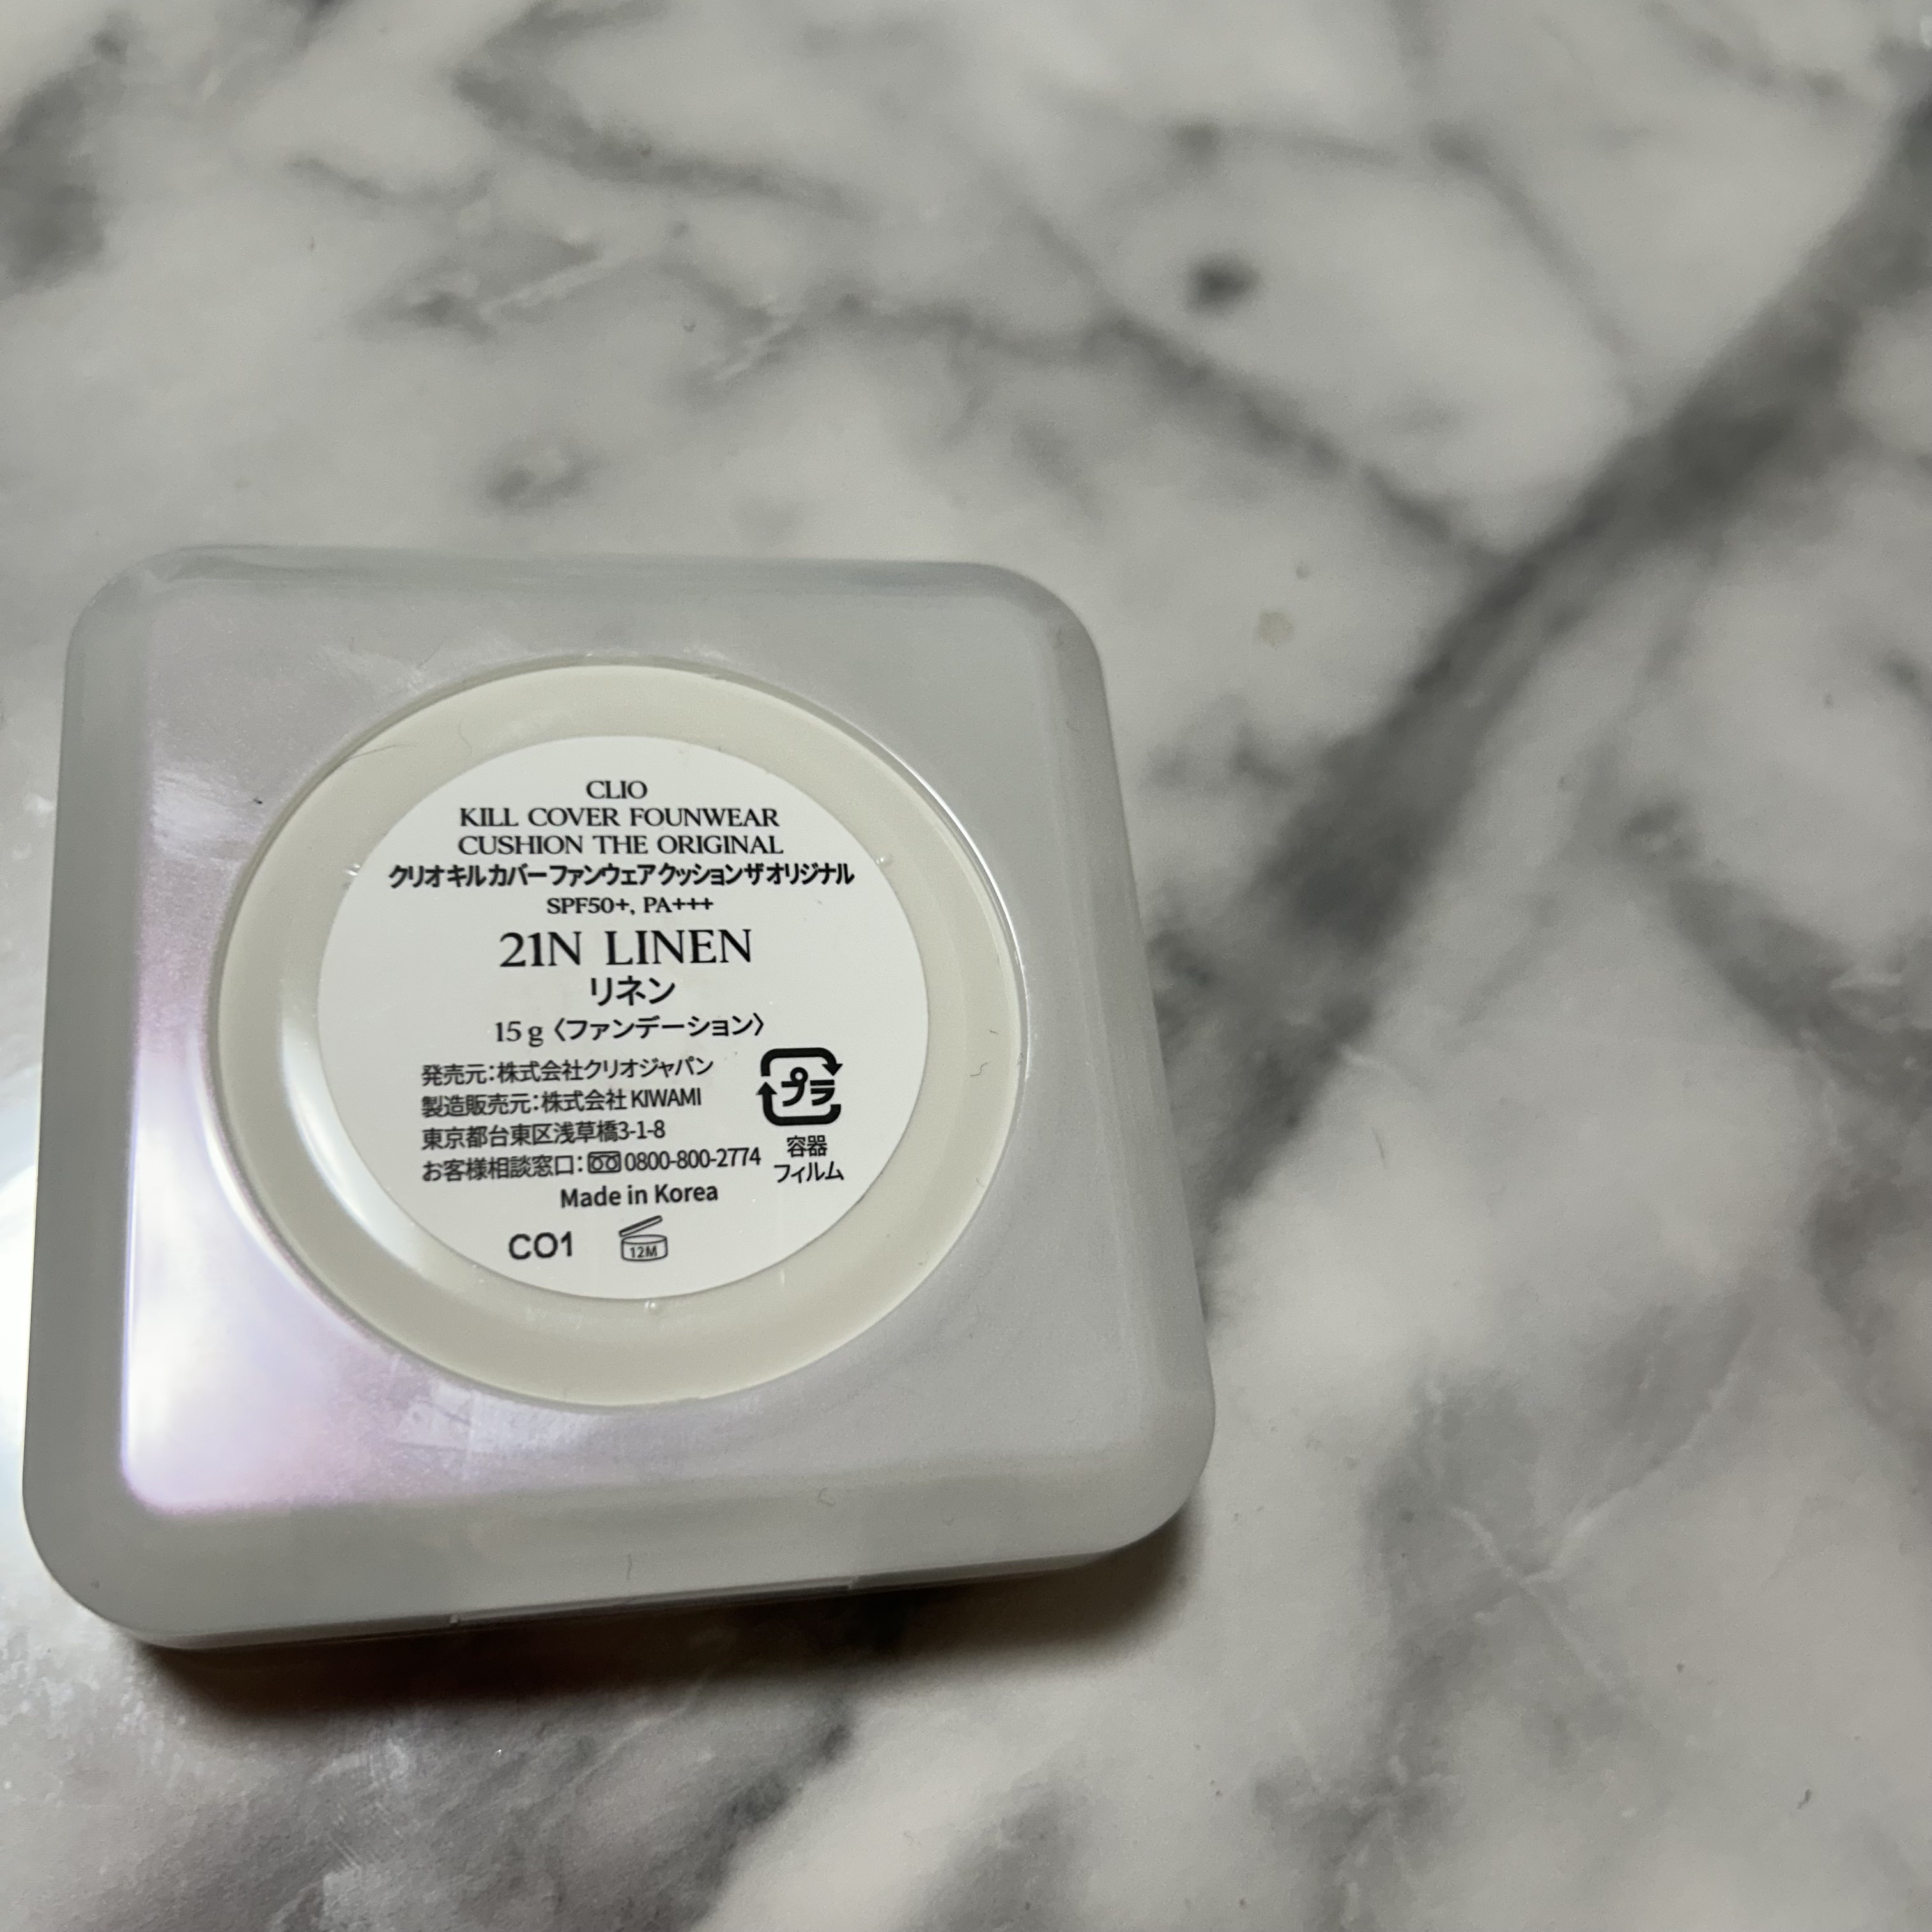 CLIO
KILL COVER FOUNWEAR
CUSHION THE ORIGINAL
クリオ キル カバー ファンウェア クッション ザ オリジナル
SPF50+, PA+++
21N LINEN
リネン
15 g 〈ファンデーション〉
発売元：株式会社クリオジャパン
製造販売元：株式会社 KIWAMI
東京都台東区浅草橋3-1-8
お客様相談窓口：0800-800-2774
プラ
容器
フィルム
Made in Korea
CO1
12M